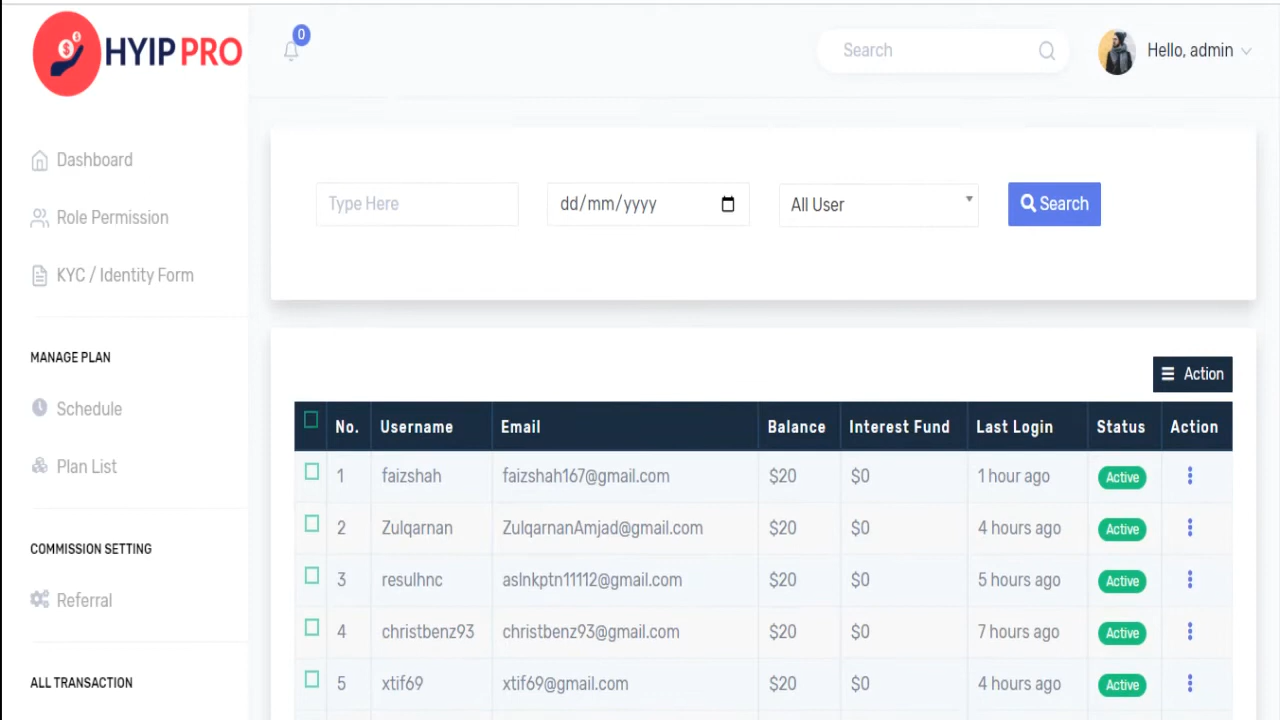 HYIP PRO
0
Search
Hello, admin
Dashboard
Role Permission
KYC / Identity Form
MANAGE PLAN
Schedule
Plan List
COMMISSION SETTING
Referral
ALL TRANSACTION
Type Here
dd/mm/yyyy
All User
Search
Action
No. Username Email Balance Interest Fund Last Login Status Action
1 faizshah faizshah167@gmail.com $20 $0 1 hour ago Active
2 Zulqarnan ZulqarnanAmjad@gmail.com $20 $0 4 hours ago Active
3 resulhnc aslnkptn11112@gmail.com $20 $0 5 hours ago Active
4 christbenz93 christbenz93@gmail.com $20 $0 7 hours ago Active
5 xtif69 xtif69@gmail.com $20 $0 4 hours ago Active